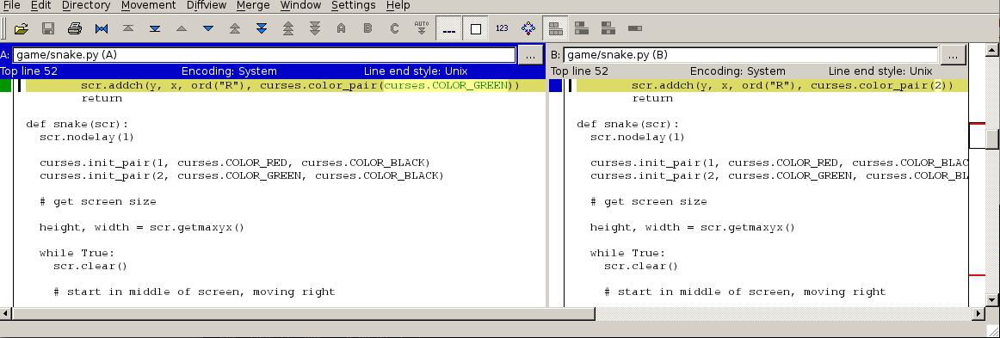 File Edit Directory Movement Diffview Merge Window Settings Help
A B C AUTO 123
A: game/snake.py (A) ...
Top line 52 Encoding: System Line end style: Unix
scr.addch(y, x, ord("R"), curses.color_pair(curses.COLOR_GREEN))
return
def snake(scr):
scr.nodelay(1)
curses.init_pair(1, curses.COLOR_RED, curses.COLOR_BLACK)
curses.init_pair(2, curses.COLOR_GREEN, curses.COLOR_BLACK)
# get screen size
height, width = scr.getmaxyx()
while True:
scr.clear()
# start in middle of screen, moving right
B: game/snake.py (B) ...
Top line 52 Encoding: System Line end style: Unix
scr.addch(y, x, ord("R"), curses.color_pair(2))
return
def snake(scr):
scr.nodelay(1)
curses.init_pair(1, curses.COLOR_RED, curses.COLOR_BLAC
curses.init_pair(2, curses.COLOR_GREEN, curses.COLOR_BL
# get screen size
height, width = scr.getmaxyx()
while True:
scr.clear()
# start in middle of screen, moving right